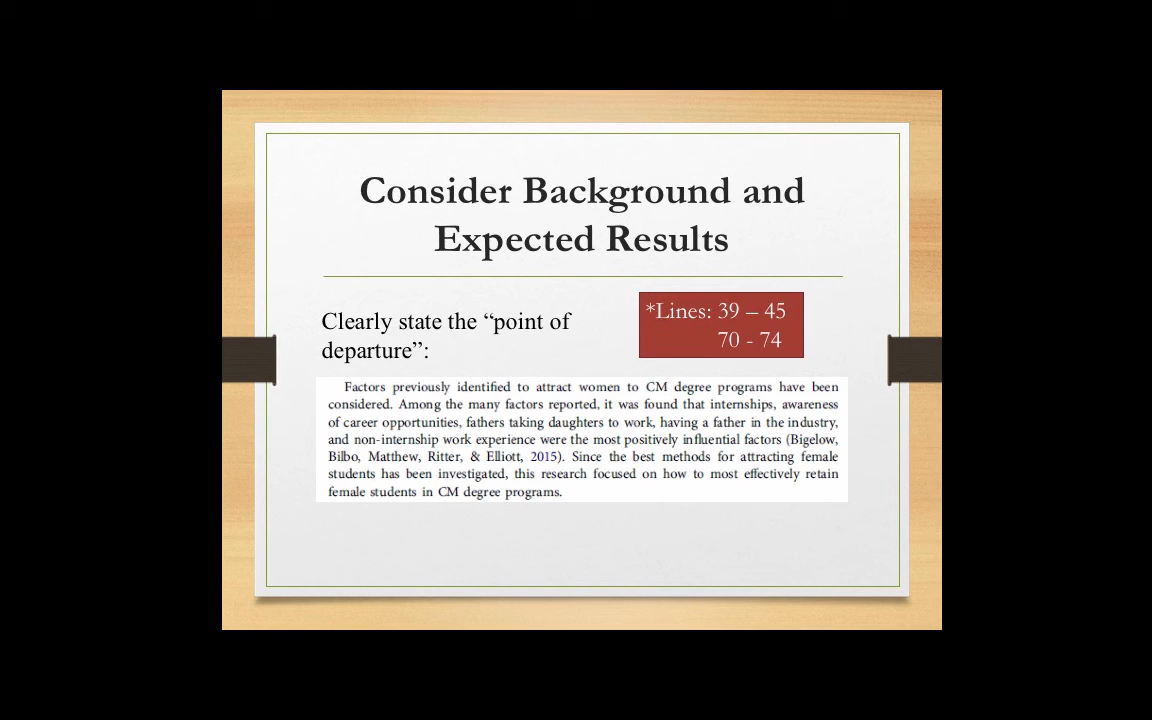 Consider Background and
Expected Results
Clearly state the “point of
departure”:
*Lines: 39 – 45
70 - 74
Factors previously identified to attract women to CM degree programs have been
considered. Among the many factors reported, it was found that internships, awareness
of career opportunities, fathers taking daughters to work, having a father in the industry,
and non-internship work experience were the most positively influential factors (Bigelow,
Bilbo, Matthew, Ritter, & Elliott, 2015). Since the best methods for attracting female
students has been investigated, this research focused on how to most effectively retain
female students in CM degree programs.